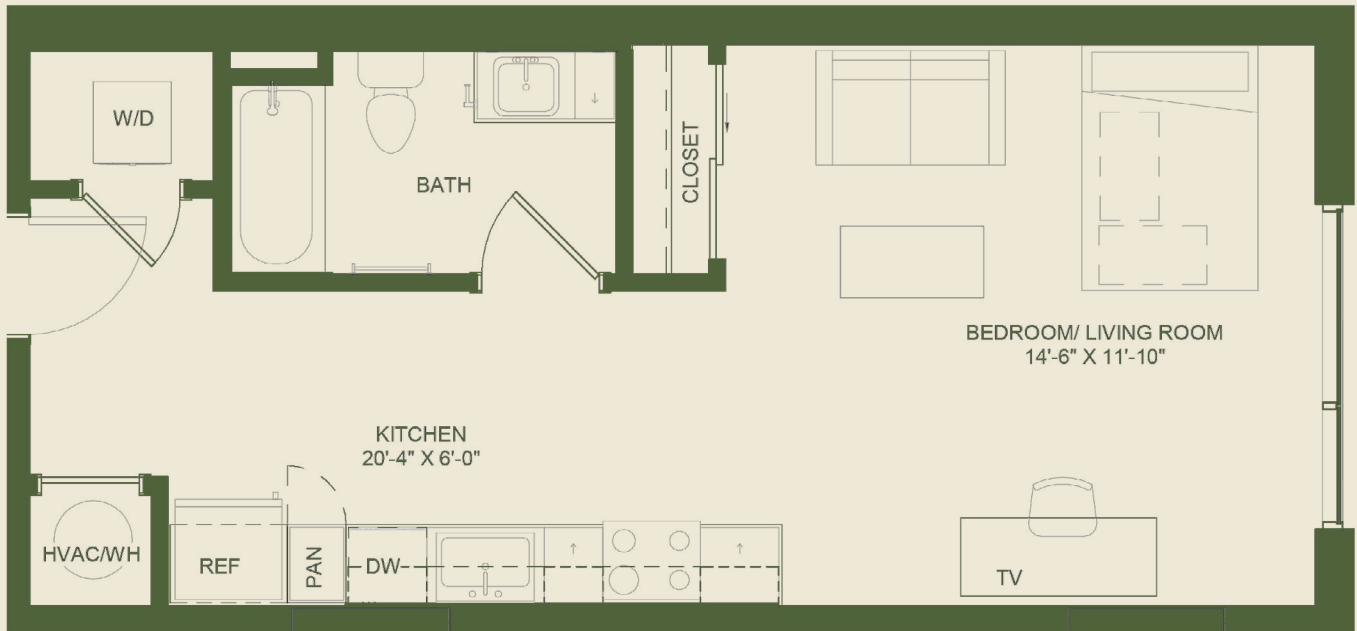 W/D
BATH
CLOSET
BEDROOM/ LIVING ROOM
14'-6" X 11'-10"
KITCHEN
20'-4" X 6'-0"
HVAC/WH
REF
PAN
DW
TV